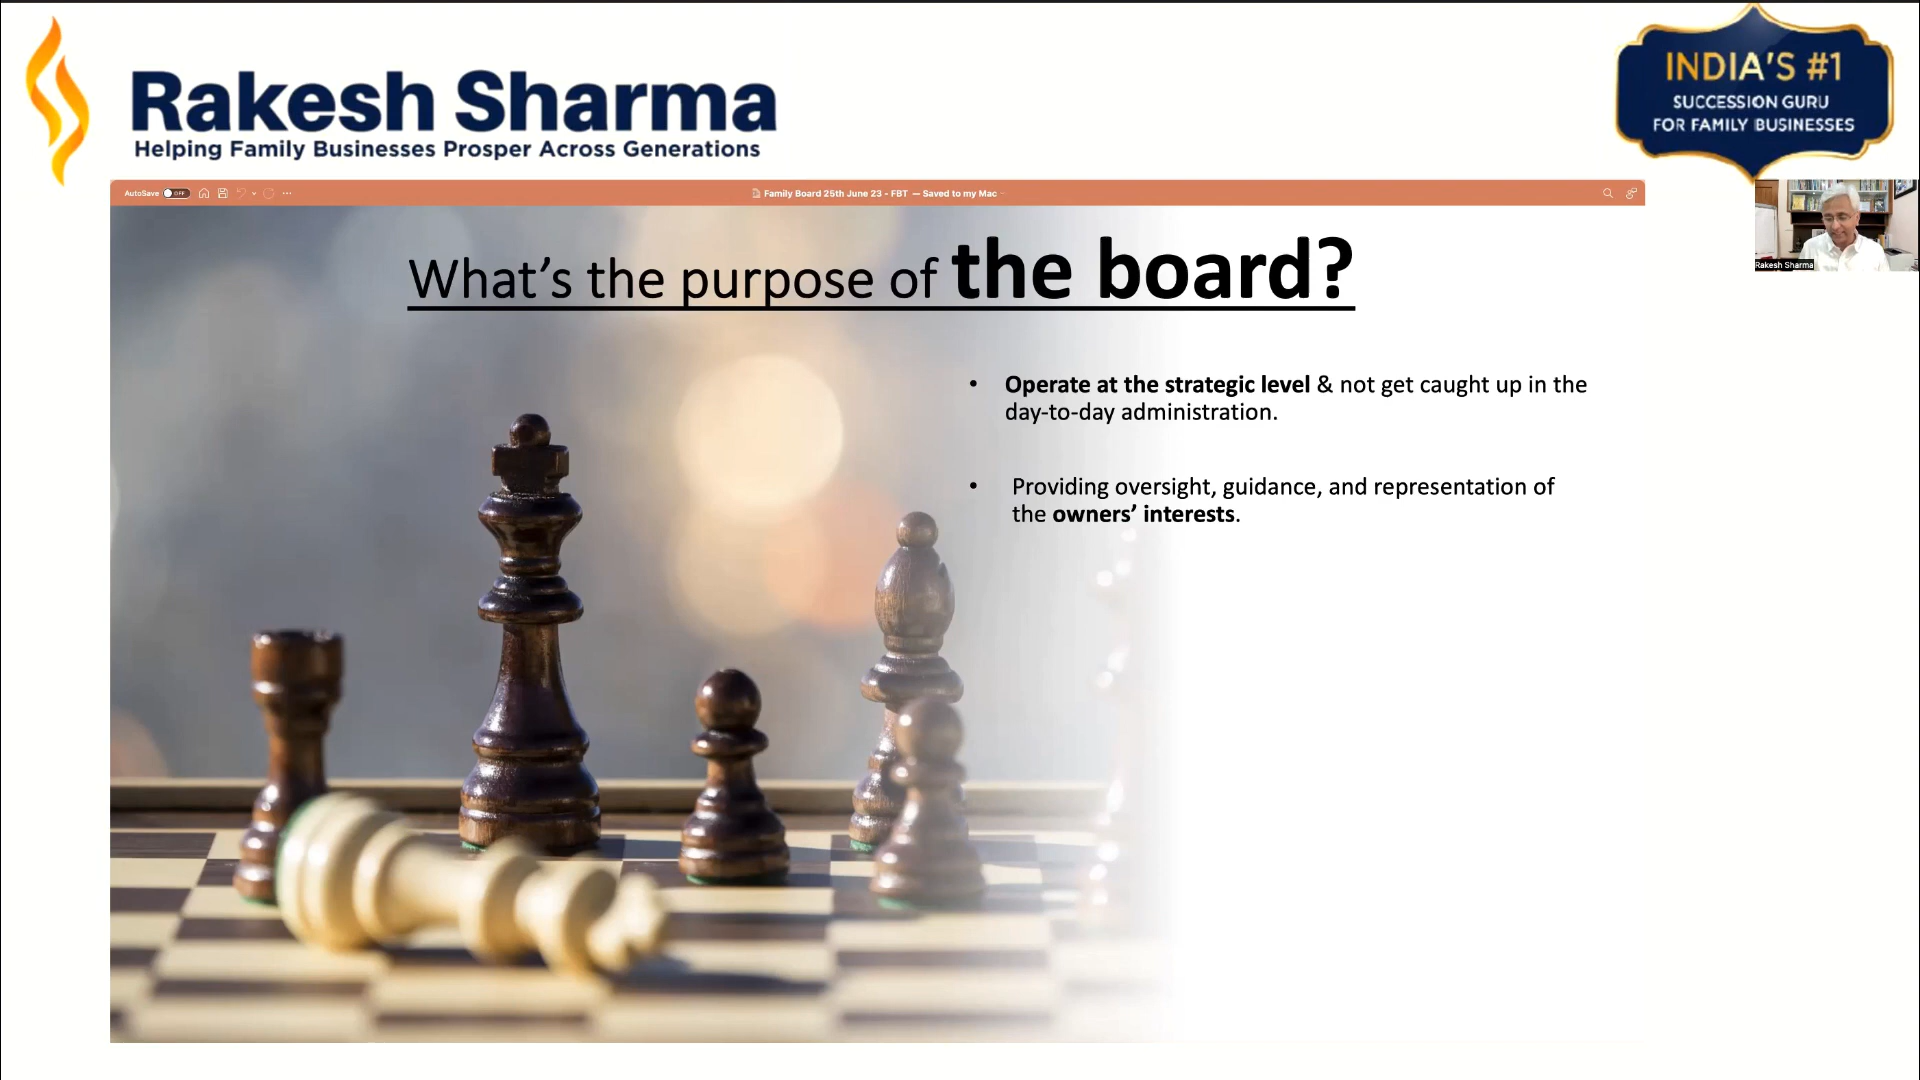 Rakesh Sharma
Helping Family Businesses Prosper Across Generations
INDIA'S #1
SUCCESSION GURU
FOR FAMILY BUSINESSES
AutoSave OFF
Family Board 25th June 23 - FBT — Saved to my Mac
Rakesh Sharma
What's the purpose of the board?
• Operate at the strategic level & not get caught up in the
day-to-day administration.
• Providing oversight, guidance, and representation of
the owners' interests.